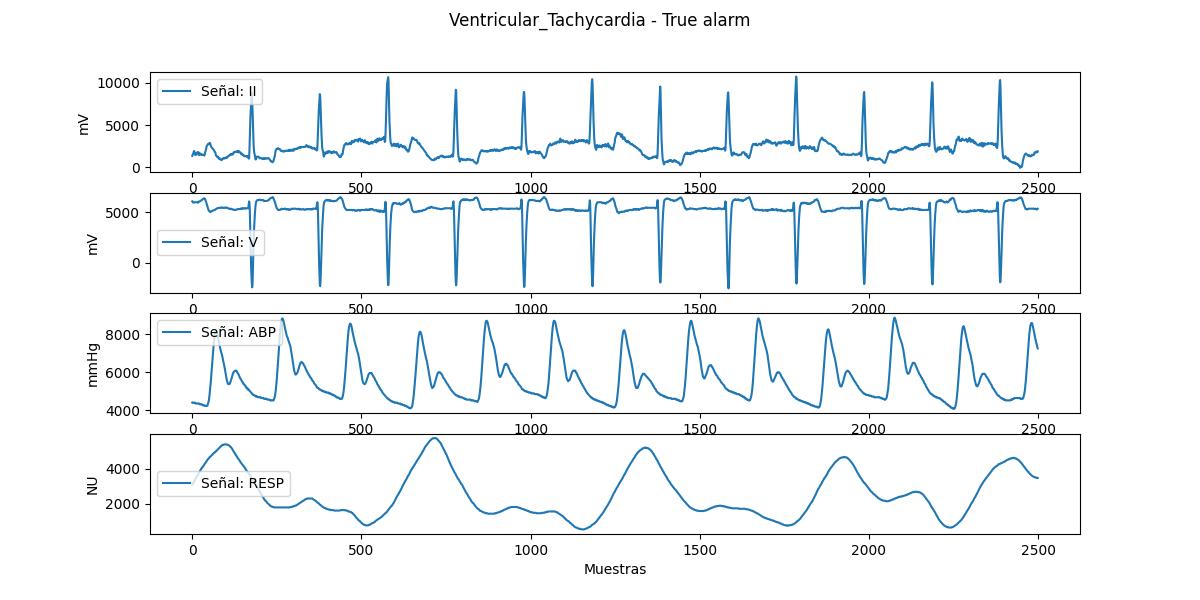 Ventricular_Tachycardia - True alarm
10000
5000
0
mV
Señal: II
0 500 1000 1500 2000 2500
5000
0
mV
Señal: V
0 500 1000 1500 2000 2500
8000
6000
4000
mmHg
Señal: ABP
0 500 1000 1500 2000 2500
4000
2000
NU
Señal: RESP
0 500 1000 1500 2000 2500
Muestras